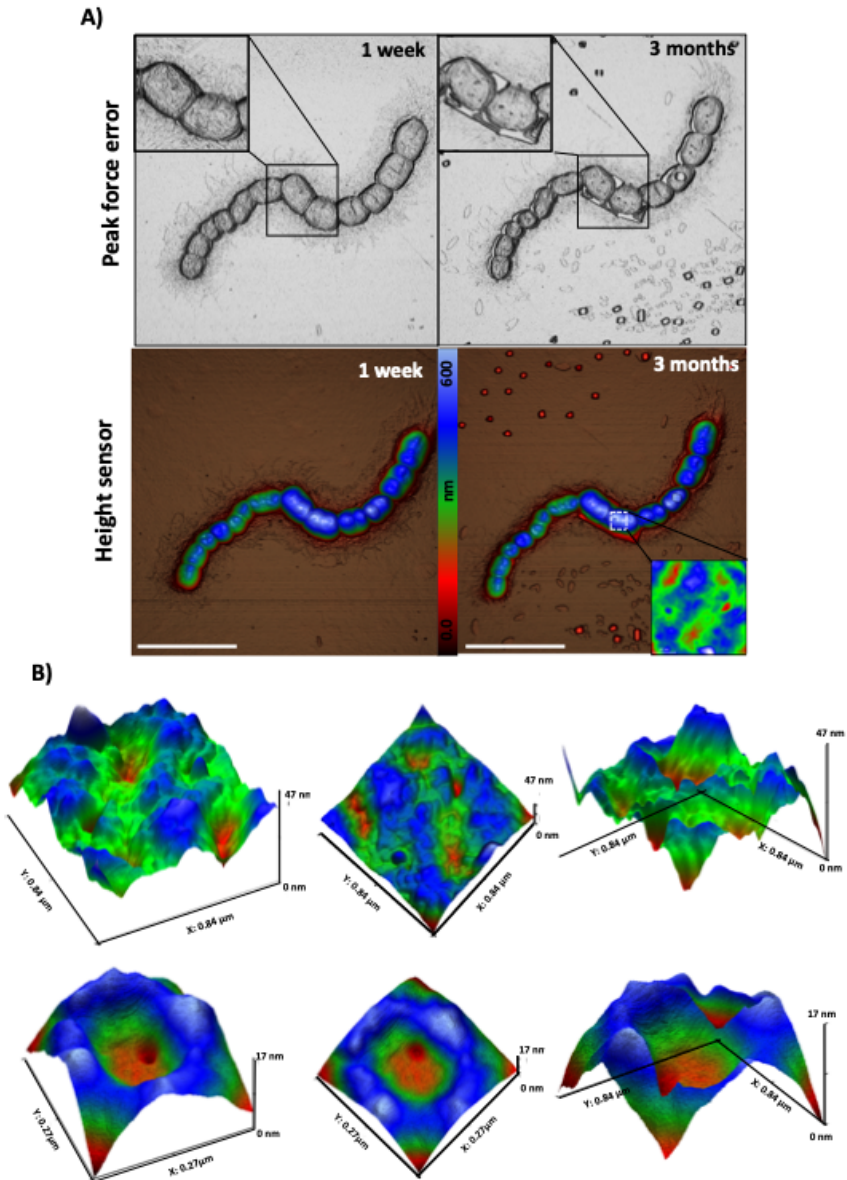 A)
1 week
3 months
Peak force error
1 week
3 months
Height sensor
600
nm
0.0
B)
47 nm
0 nm
Y: 0.84 µm
X: 0.84 µm
47 nm
0 nm
Y: 0.84 µm
X: 0.84 µm
47 nm
0 nm
Y: 0.84 µm
X: 0.84 µm
17 nm
0 nm
Y: 0.27µm
X: 0.27µm
17 nm
0 nm
Y: 0.27µm
X: 0.27µm
17 nm
0 nm
Y: 0.84 µm
X: 0.84 µm